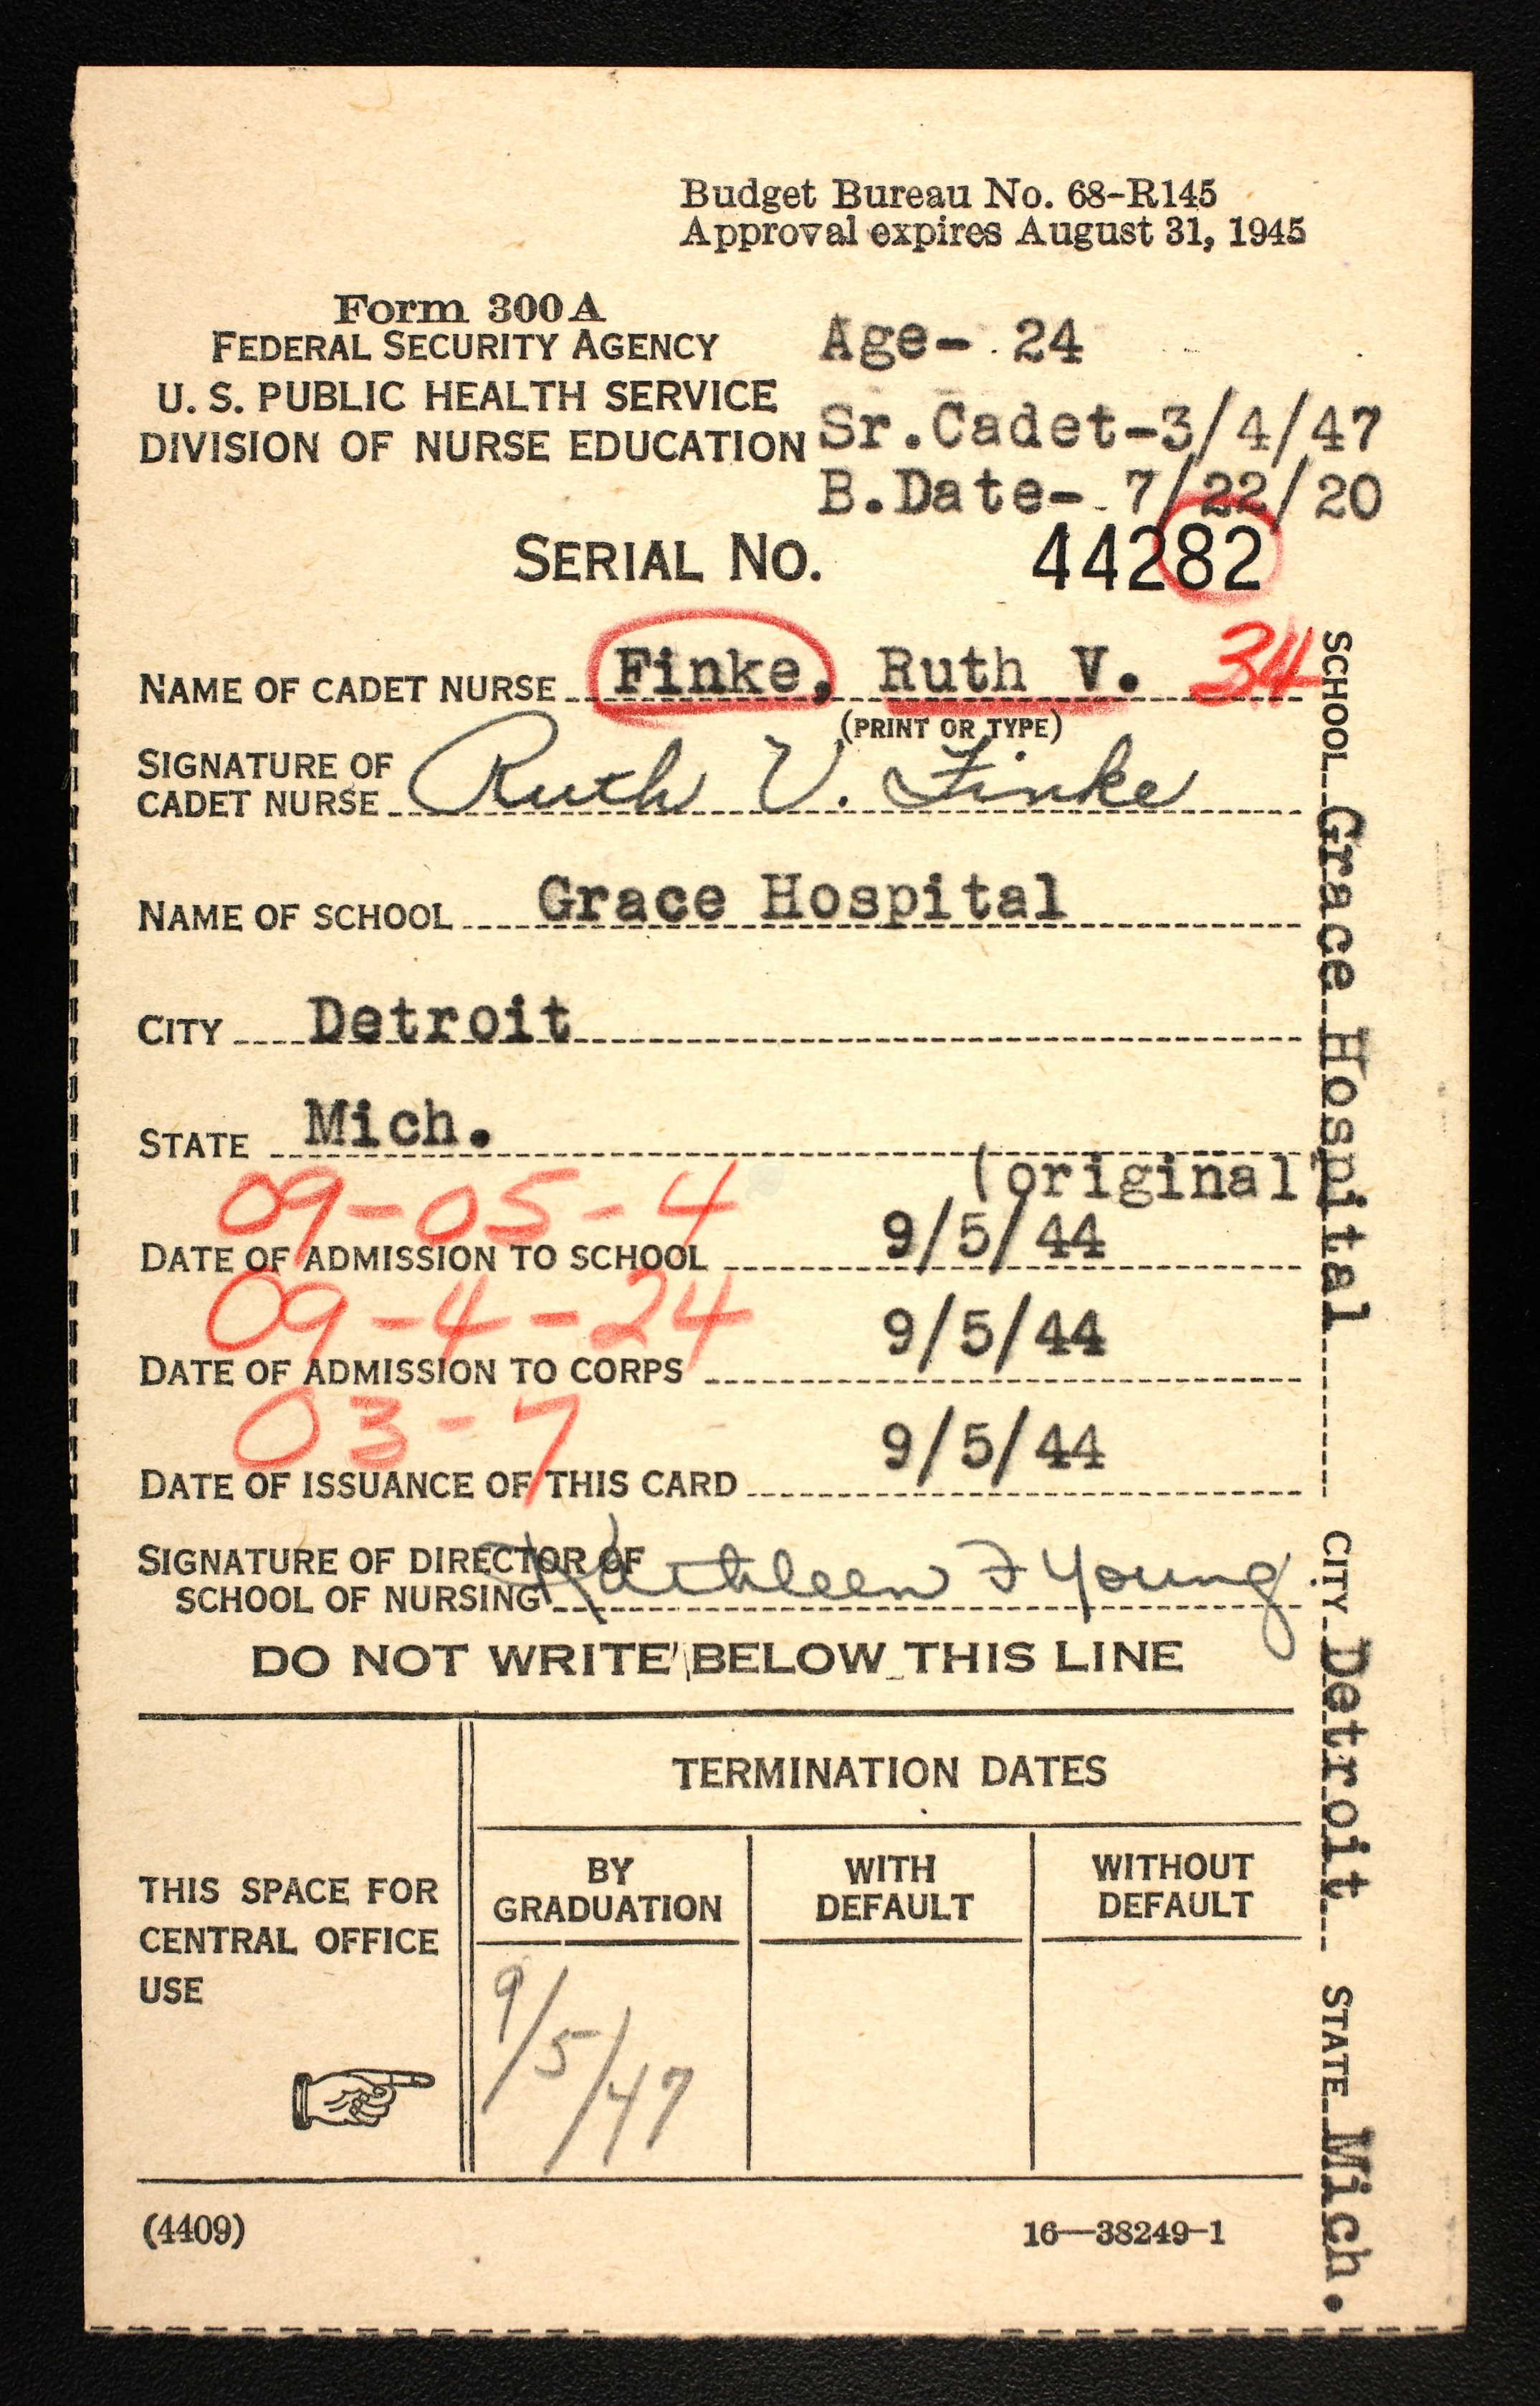 Budget Bureau No. 68-R145
Approval expires August 31, 1945
Form 300A
FEDERAL SECURITY AGENCY
U. S. PUBLIC HEALTH SERVICE
DIVISION OF NURSE EDUCATION
Age- 24
Sr.Cadet-3/4/47
B.Date- 7/22/20
SERIAL NO. 44282
NAME OF CADET NURSE Finke, Ruth V. 34
(PRINT OR TYPE)
SIGNATURE OF
CADET NURSE Ruth V. Finke
NAME OF SCHOOL Grace Hospital
CITY Detroit
STATE Mich.
(original)
09-05-4
DATE OF ADMISSION TO SCHOOL 9/5/44
09-4-24
DATE OF ADMISSION TO CORPS 9/5/44
03-7
DATE OF ISSUANCE OF THIS CARD 9/5/44
SIGNATURE OF DIRECTOR OF
SCHOOL OF NURSING Kathleen F Young
DO NOT WRITE BELOW THIS LINE
THIS SPACE FOR
CENTRAL OFFICE
USE
TERMINATION DATES
BY
GRADUATION
WITH
DEFAULT
WITHOUT
DEFAULT
9/5/47
(4409)
16—38249-1
SCHOOL Grace Hospital CITY Detroit STATE Mich.